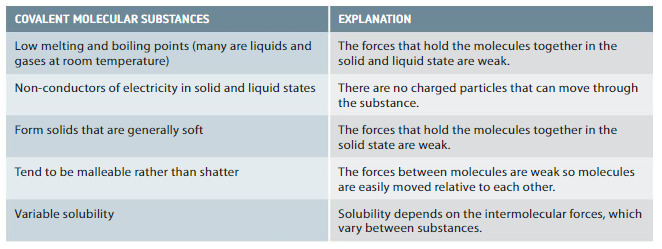 COVALENT MOLECULAR SUBSTANCES
EXPLANATION
Low melting and boiling points (many are liquids and
gases at room temperature)
The forces that hold the molecules together in the
solid and liquid state are weak.
Non-conductors of electricity in solid and liquid states
There are no charged particles that can move through
the substance.
Form solids that are generally soft
The forces that hold the molecules together in the
solid state are weak.
Tend to be malleable rather than shatter
The forces between molecules are weak so molecules
are easily moved relative to each other.
Variable solubility
Solubility depends on the intermolecular forces, which
vary between substances.